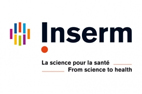 Inserm
La science pour la santé
From science to health